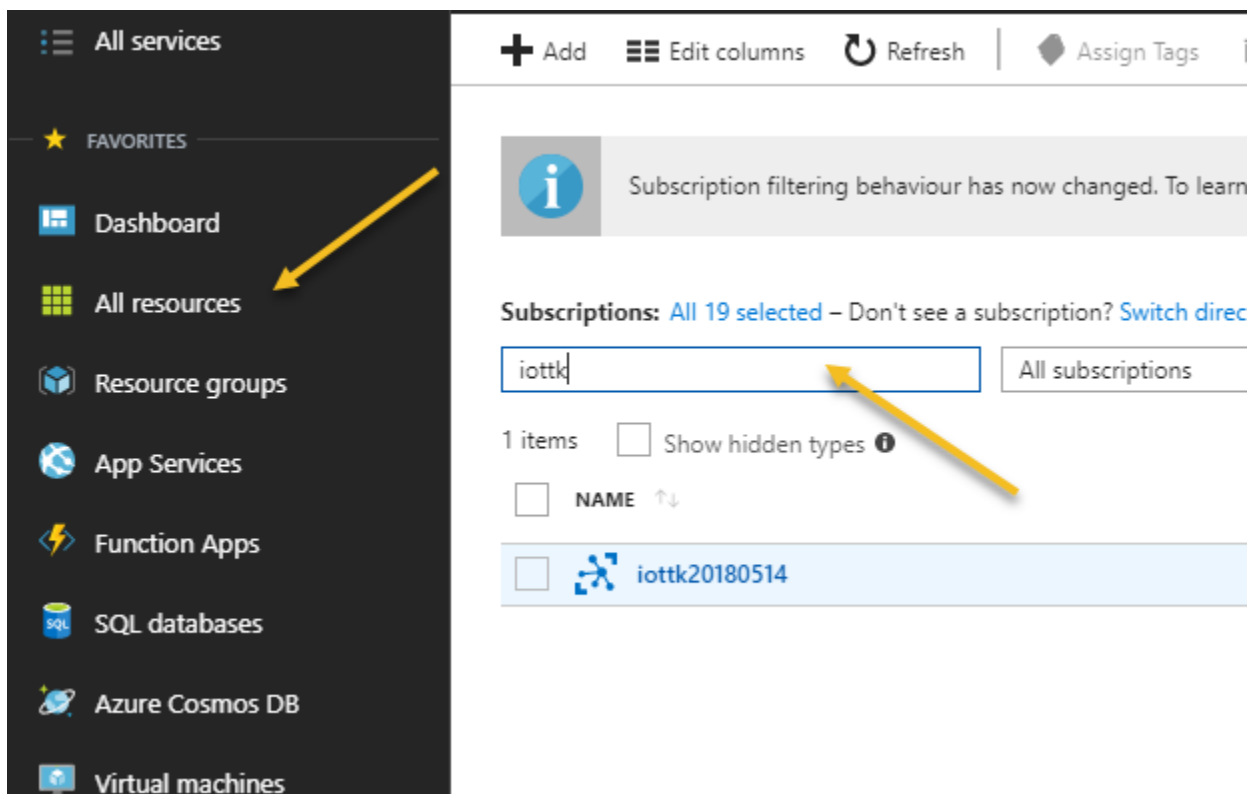 All services
FAVORITES
Dashboard
All resources
Resource groups
App Services
Function Apps
SQL
SQL databases
Azure Cosmos DB
Virtual machines
Add Edit columns Refresh Assign Tags
Subscription filtering behaviour has now changed. To learn
Subscriptions: All 19 selected – Don't see a subscription? Switch direc
iottk All subscriptions
1 items Show hidden types
NAME
iottk20180514